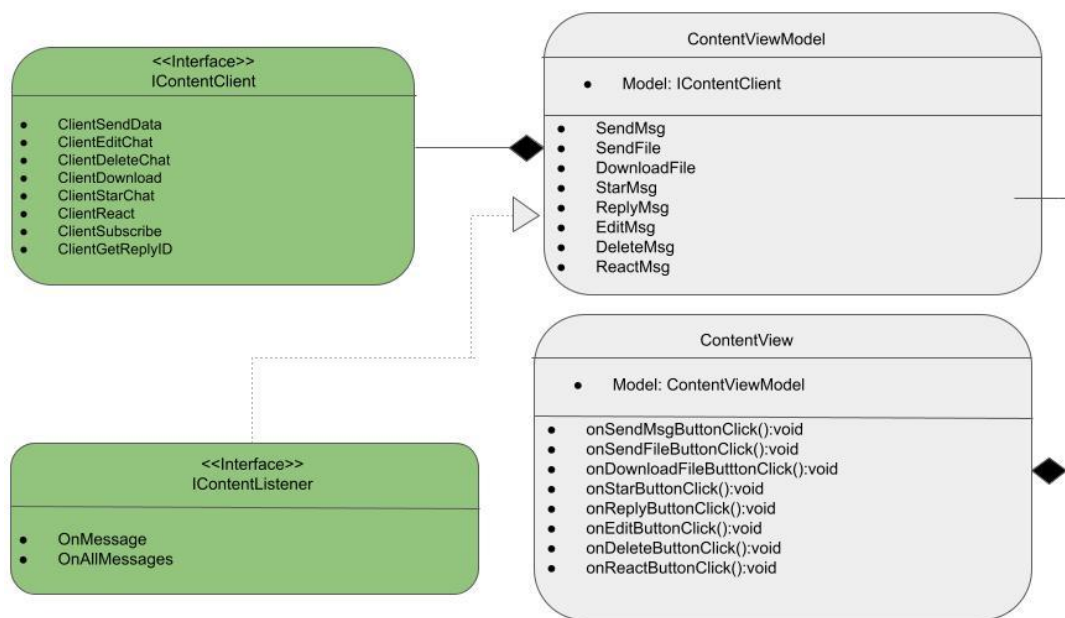 <<Interface>>
IContentClient
● ClientSendData
● ClientEditChat
● ClientDeleteChat
● ClientDownload
● ClientStarChat
● ClientReact
● ClientSubscribe
● ClientGetReplyID
ContentViewModel
● Model: IContentClient
● SendMsg
● SendFile
● DownloadFile
● StarMsg
● ReplyMsg
● EditMsg
● DeleteMsg
● ReactMsg
<<Interface>>
IContentListener
● OnMessage
● OnAllMessages
ContentView
● Model: ContentViewModel
● onSendMsgButtonClick():void
● onSendFileButtonClick():void
● onDownloadFileButttonClick():void
● onStarButtonClick():void
● onReplyButtonClick():void
● onEditButtonClick():void
● onDeleteButtonClick():void
● onReactButtonClick():void